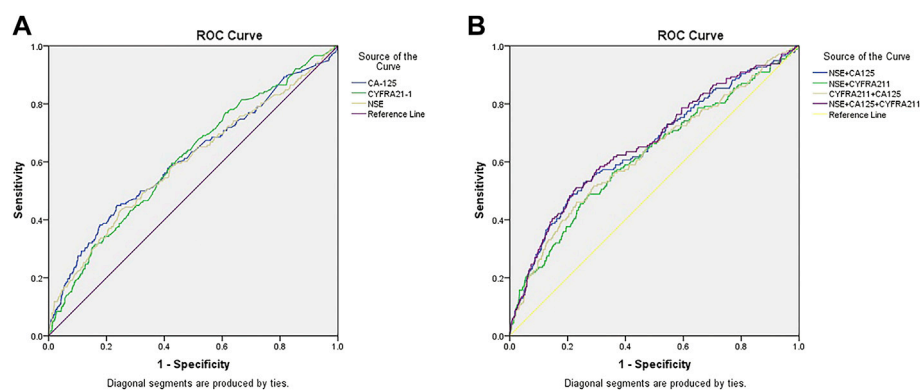 A
ROC Curve
Sensitivity
1.0
0.8
0.6
0.4
0.2
0.0
0.0 0.2 0.4 0.6 0.8 1.0
1 - Specificity
Diagonal segments are produced by ties.
Source of the
Curve
CA-125
CYFRA21-1
NSE
Reference Line
B
ROC Curve
Sensitivity
1.0
0.8
0.6
0.4
0.2
0.0
0.0 0.2 0.4 0.6 0.8 1.0
1 - Specificity
Diagonal segments are produced by ties.
Source of the Curve
NSE+CA125
NSE+CYFRA211
CYFRA211+CA125
NSE+CA125+CYFRA211
Reference Line